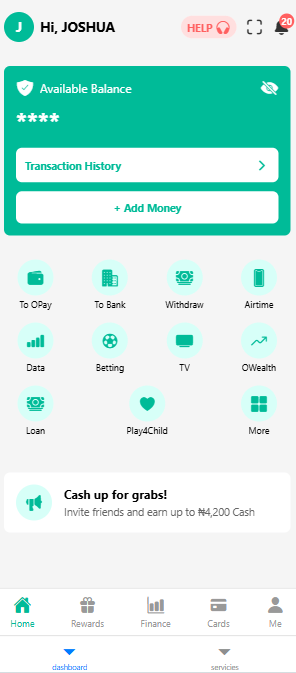 J Hi, JOSHUA HELP 20
Available Balance
****
Transaction History
+ Add Money
To OPay To Bank Withdraw Airtime
Data Betting TV OWealth
Loan Play4Child More
Cash up for grabs!
Invite friends and earn up to ₦4,200 Cash
Home Rewards Finance Cards Me
dashboard servicies